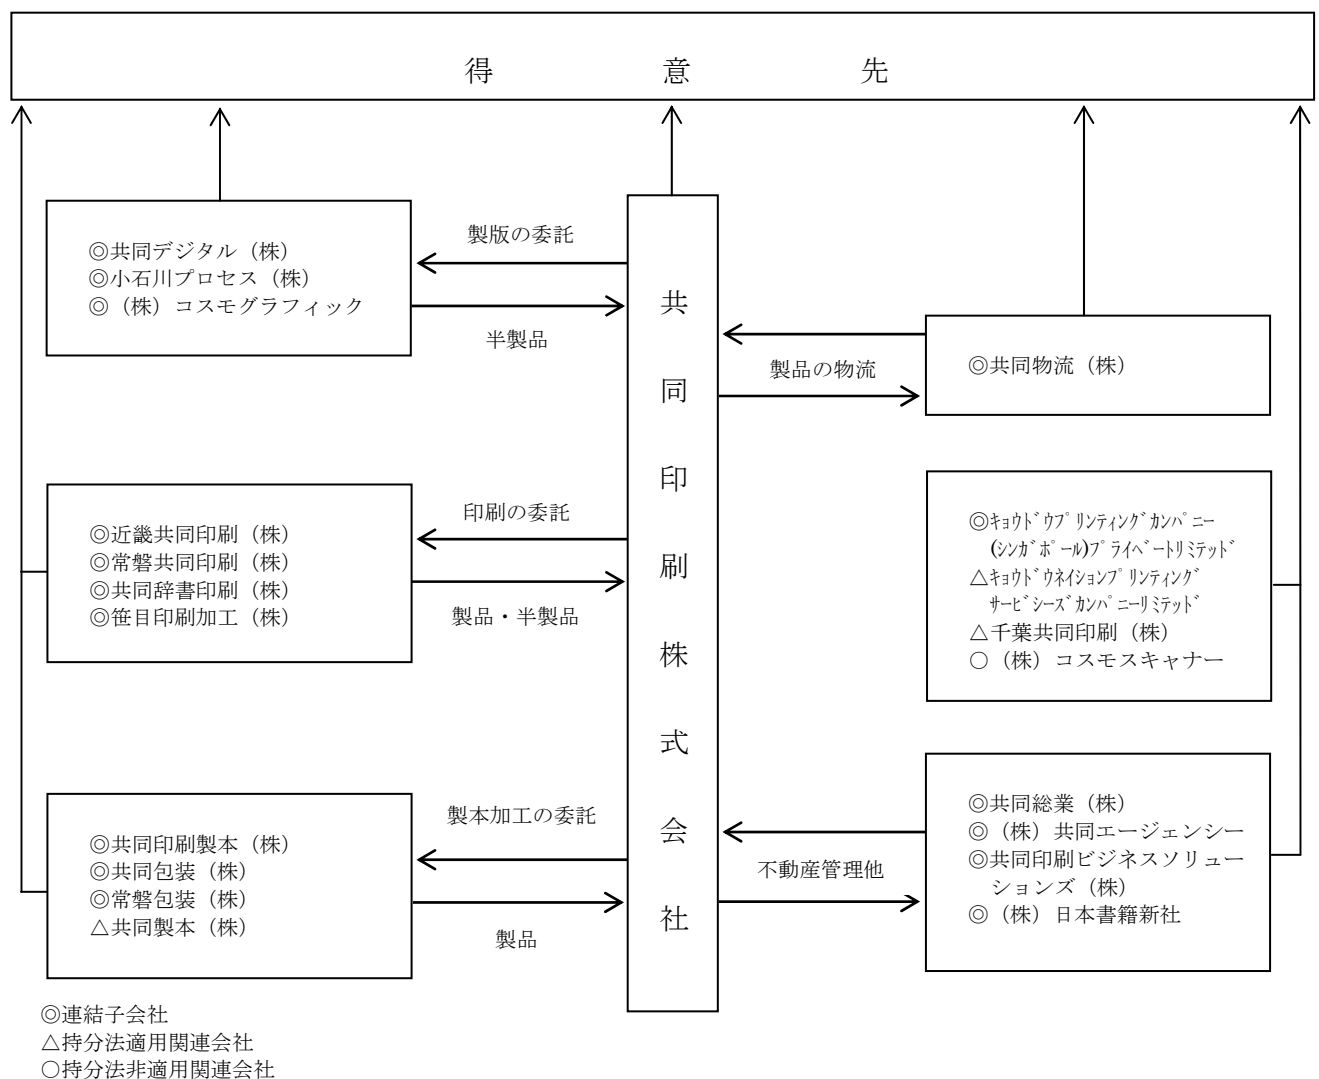 得意先
◎共同デジタル（株）
◎小石川プロセス（株）
◎（株）コスモグラフィック
製版の委託
半製品
共同印刷株式会社
製品の物流
◎共同物流（株）
◎近畿共同印刷（株）
◎常磐共同印刷（株）
◎共同辞書印刷（株）
◎笹目印刷加工（株）
印刷の委託
製品・半製品
◎ｷｮｳﾄﾞｳﾌﾟﾘﾝﾃｨﾝｸﾞｶﾝﾊﾟﾆｰ
(ｼﾝｶﾞﾎﾟｰﾙ)ﾌﾟﾗｲﾍﾞｰﾄﾘﾐﾃｯﾄﾞ
△ｷｮｳﾄﾞｳﾈｲｼｮﾝﾌﾟﾘﾝﾃｨﾝｸﾞ
ｻｰﾋﾞｼｰｽﾞｶﾝﾊﾟﾆｰﾘﾐﾃｯﾄﾞ
△千葉共同印刷（株）
○（株）コスモスキャナー
◎共同印刷製本（株）
◎共同包装（株）
◎常磐包装（株）
△共同製本（株）
製本加工の委託
製品
不動産管理他
◎共同総業（株）
◎（株）共同エージェンシー
◎共同印刷ビジネスソリュー
ションズ（株）
◎（株）日本書籍新社
◎連結子会社
△持分法適用関連会社
○持分法非適用関連会社